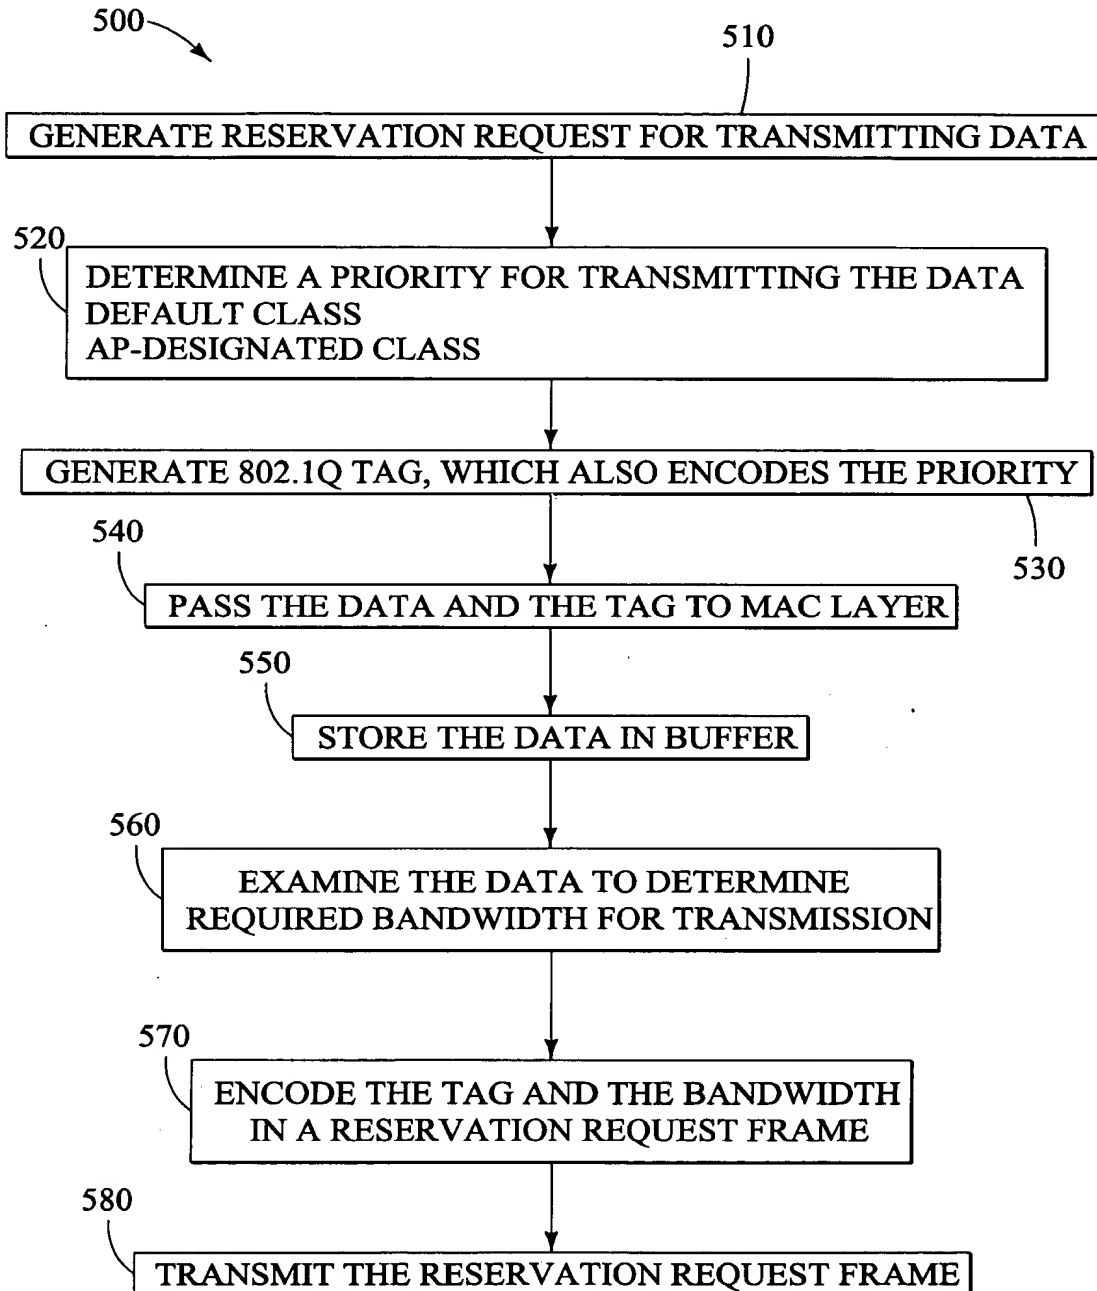 500
510
GENERATE RESERVATION REQUEST FOR TRANSMITTING DATA
520
DETERMINE A PRIORITY FOR TRANSMITTING THE DATA
DEFAULT CLASS
AP-DESIGNATED CLASS
GENERATE 802.1Q TAG, WHICH ALSO ENCODES THE PRIORITY
530
540
PASS THE DATA AND THE TAG TO MAC LAYER
550
STORE THE DATA IN BUFFER
560
EXAMINE THE DATA TO DETERMINE
REQUIRED BANDWIDTH FOR TRANSMISSION
570
ENCODE THE TAG AND THE BANDWIDTH
IN A RESERVATION REQUEST FRAME
580
TRANSMIT THE RESERVATION REQUEST FRAME